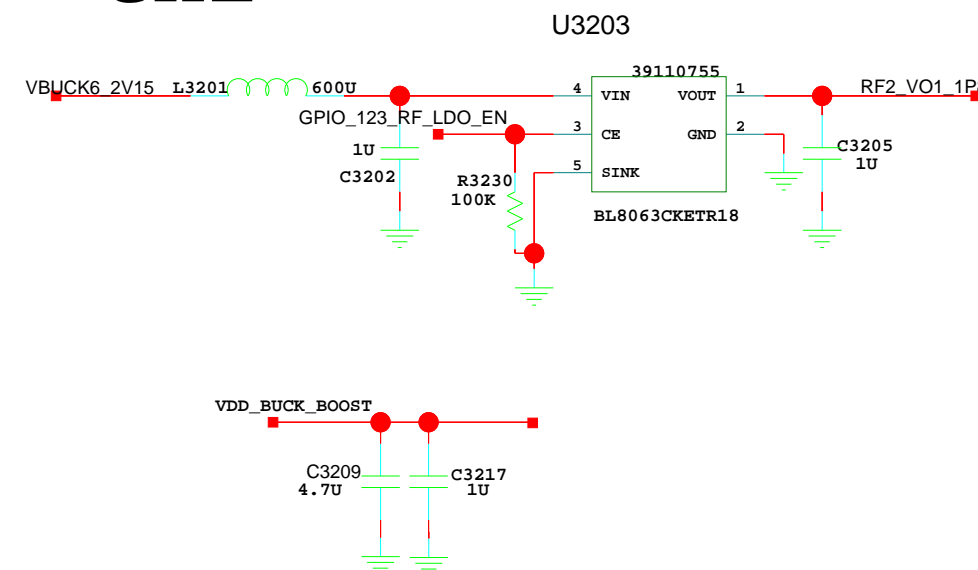 U3203
39110755
VBUCK6_2V15 L3201 600U 4 VIN VOUT 1 RF2_VO1_1P
GPIO_123_RF_LDO_EN 3 CE GND 2
1U C3205
C3202 5 SINK 1U
R3230
100K
BL8063CKETR18
VDD_BUCK_BOOST
C3209 C3217
4.7U 1U